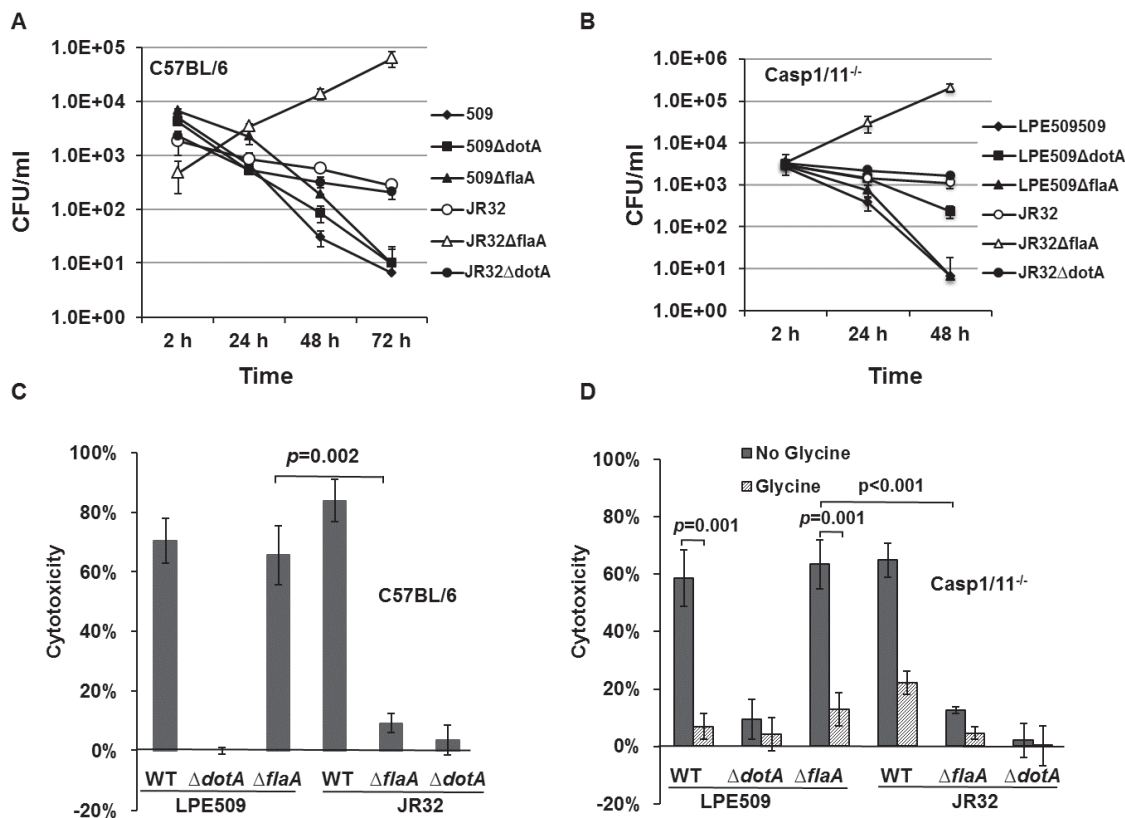 A
1.0E+05
1.0E+04
1.0E+03
1.0E+02
1.0E+01
1.0E+00
CFU/ml
C57BL/6
2 h 24 h 48 h 72 h
Time
509
509ΔdotA
509ΔflaA
JR32
JR32ΔflaA
JR32ΔdotA
B
1.0E+06
1.0E+05
1.0E+04
1.0E+03
1.0E+02
1.0E+01
1.0E+00
CFU/ml
Casp1/11-/-
2 h 24 h 48 h
Time
LPE509509
LPE509ΔdotA
LPE509ΔflaA
JR32
JR32ΔflaA
JR32ΔdotA
C
100%
80%
60%
40%
20%
0%
-20%
Cytotoxicity
p=0.002
C57BL/6
WT ΔdotA ΔflaA WT ΔflaA ΔdotA
LPE509 JR32
D
100%
80%
60%
40%
20%
0%
-20%
Cytotoxicity
No Glycine
Glycine
p<0.001
p=0.001
p=0.001
Casp1/11-/-
WT ΔdotA ΔflaA WT ΔflaA ΔdotA
LPE509 JR32